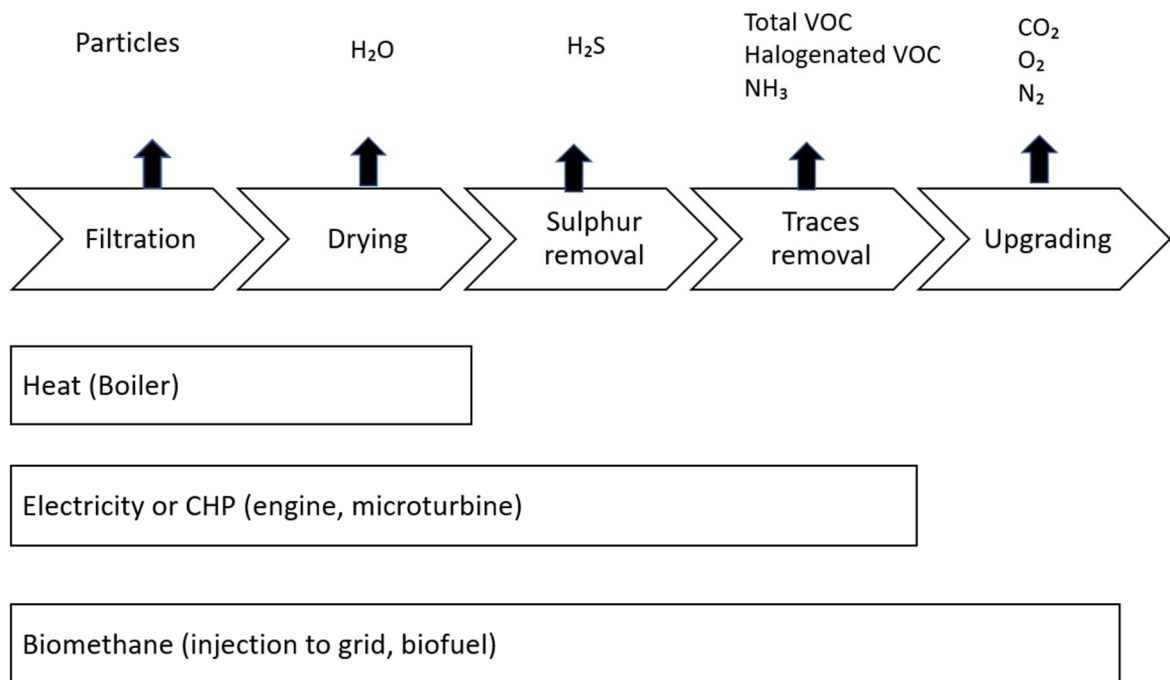 Particles
H₂O
H₂S
Total VOC
Halogenated VOC
NH₃
CO₂
O₂
N₂
Filtration
Drying
Sulphur
removal
Traces
removal
Upgrading
Heat (Boiler)
Electricity or CHP (engine, microturbine)
Biomethane (injection to grid, biofuel)